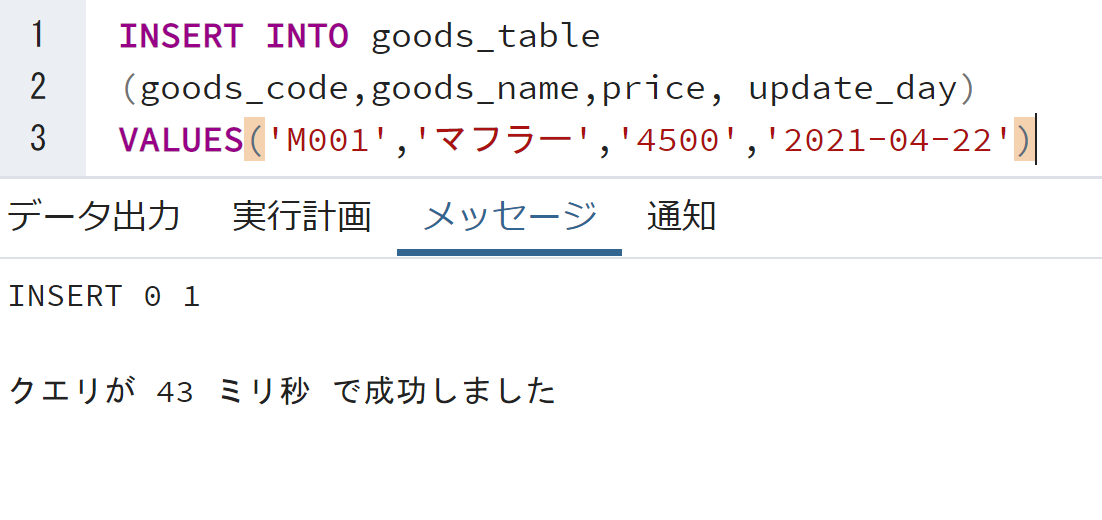 1 INSERT INTO goods_table
2 (goods_code,goods_name,price, update_day)
3 VALUES('M001','マフラー','4500','2021-04-22')
データ出力 実行計画 メッセージ 通知
INSERT 0 1
クエリが 43 ミリ秒 で成功しました